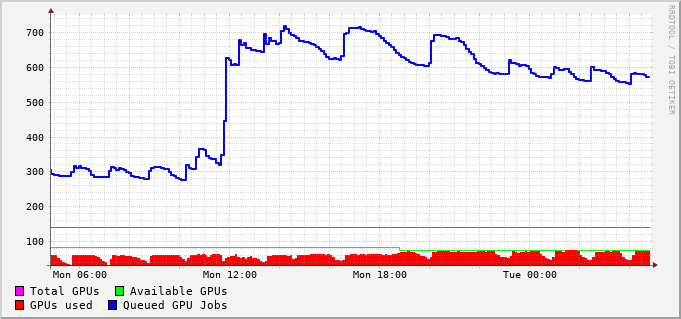 RRDTOOL / TOBI OETIKER
700
600
500
400
300
200
100
Mon 06:00 Mon 12:00 Mon 18:00 Tue 00:00
Total GPUs Available GPUs
GPUs used Queued GPU Jobs